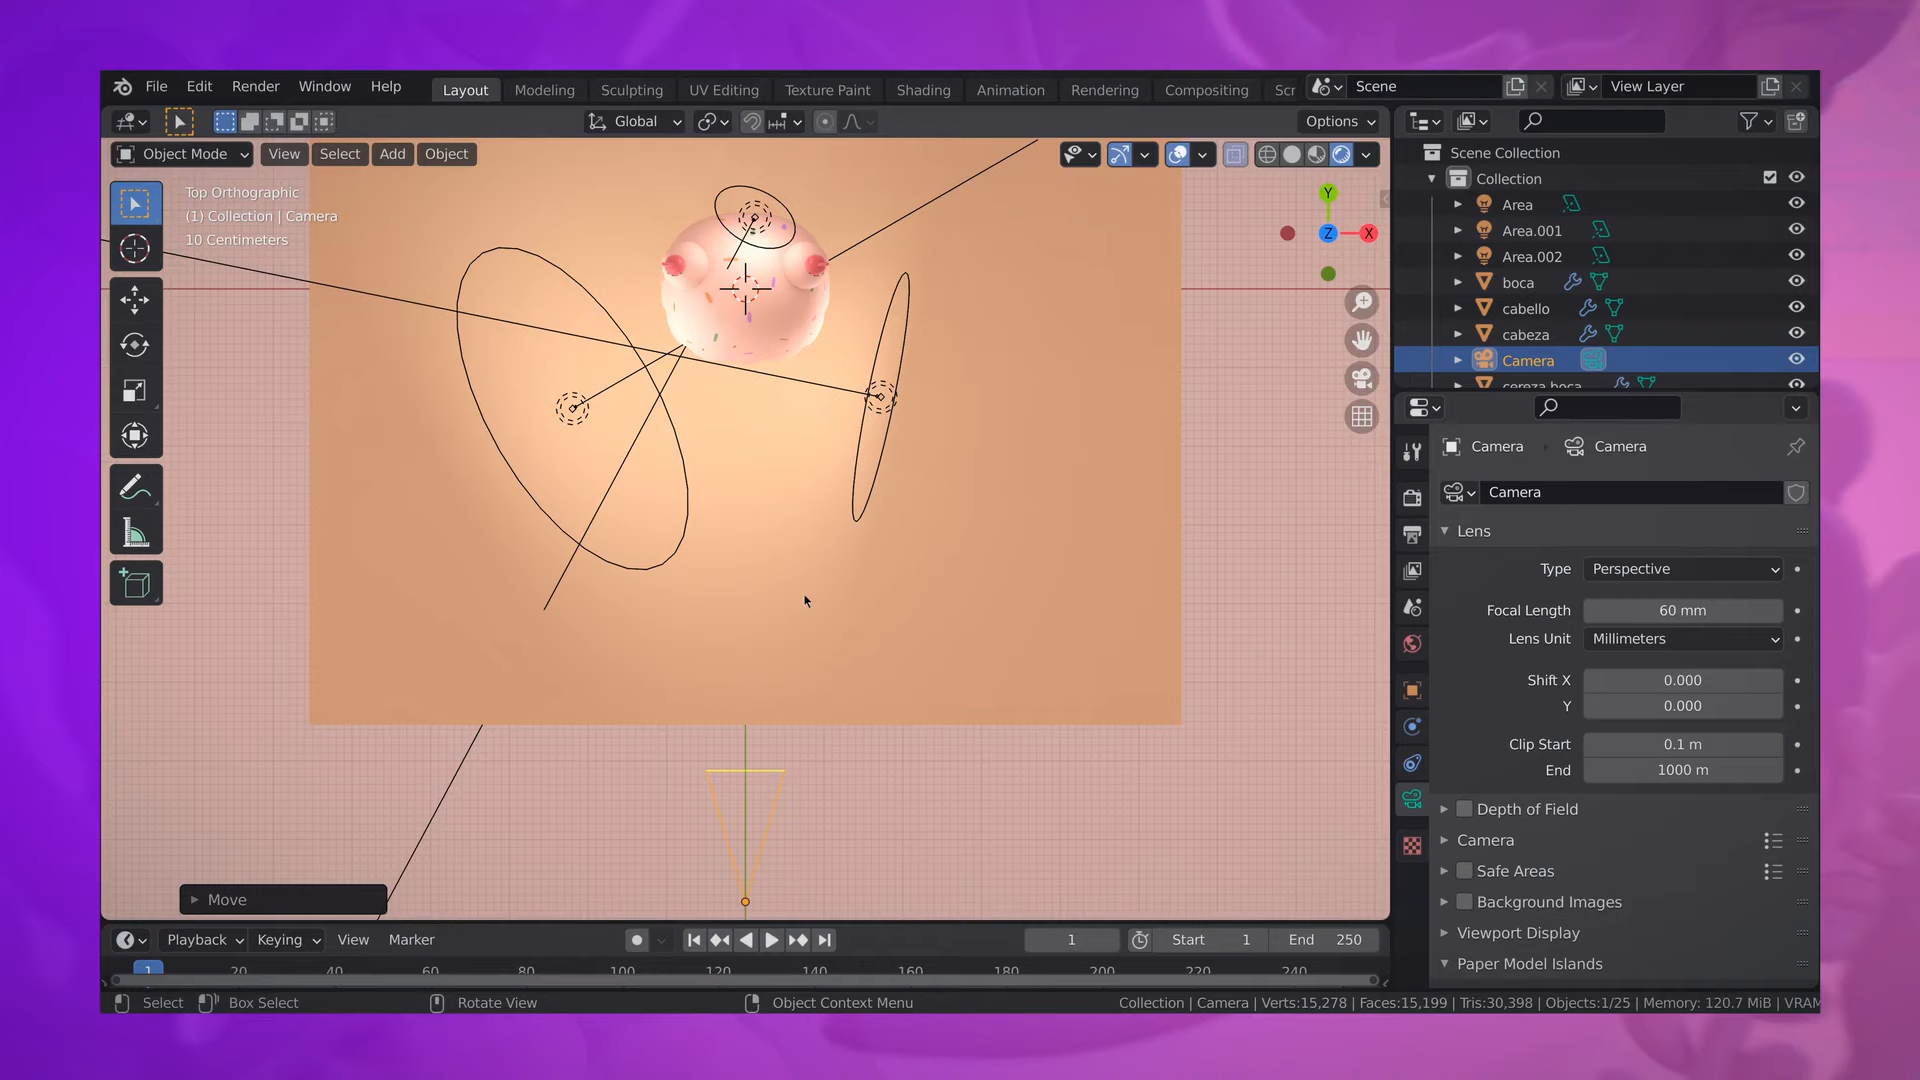 File Edit Render Window Help Layout Modeling Sculpting UV Editing Texture Paint Shading Animation Rendering Compositing Scr Scene View Layer
Global Options
Object Mode View Select Add Object
Top Orthographic
(1) Collection | Camera
10 Centimeters
Y
Z X
Move
Playback Keying View Marker 1 Start 1 End 250
1 20 40 60 80 100 120 140 160 180 200 220 240
Scene Collection
Collection
Area
Area.001
Area.002
boca
cabello
cabeza
Camera
cereza boca
Camera Camera
Camera
Lens
Type Perspective
Focal Length 60 mm
Lens Unit Millimeters
Shift X 0.000
Y 0.000
Clip Start 0.1 m
End 1000 m
Depth of Field
Camera
Safe Areas
Background Images
Viewport Display
Paper Model Islands
Select Box Select Rotate View Object Context Menu Collection | Camera | Verts:15,278 | Faces:15,199 | Tris:30,398 | Objects:1/25 | Memory: 120.7 MiB | VRAM